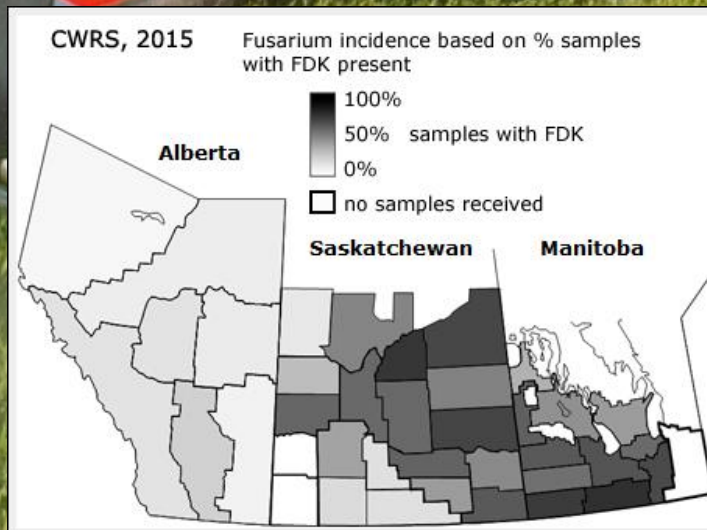 CWRS, 2015
Fusarium incidence based on % samples
with FDK present
100%
50% samples with FDK
0%
no samples received
Alberta
Saskatchewan
Manitoba